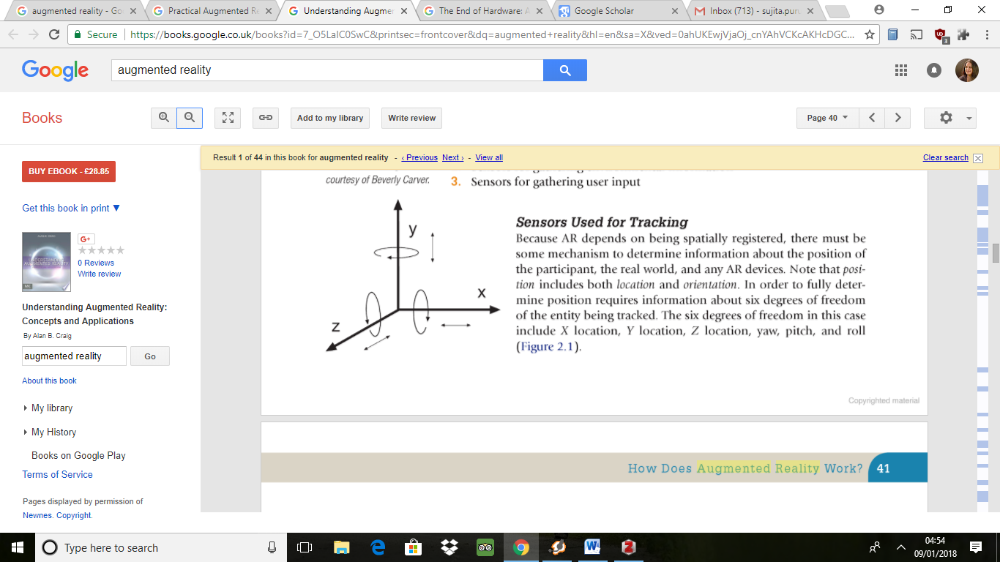 augmented reality - Go
Practical Augmented Re
Understanding Augmen
The End of Hardware: A
Google Scholar
Inbox (713) - sujita.pun
Secure
https://books.google.co.uk/books?id=7_O5LaIC0SwC&printsec=frontcover&dq=augmented+reality&hl=en&sa=X&ved=0ahUKEwjVjaOj_cnYAhVCKcAKHcDGC...
3
Google
augmented reality
Books
Add to my library
Write review
Page 40
Result 1 of 44 in this book for augmented reality - ‹ Previous Next › - View all
Clear search
BUY EBOOK - £28.85
Get this book in print ▼
G+
0 Reviews
Write review
UNDERSTANDING
AUGMENTED REALITY
Understanding Augmented Reality:
Concepts and Applications
By Alan B. Craig
augmented reality
Go
About this book
My library
My History
Books on Google Play
Terms of Service
Pages displayed by permission of
Newnes. Copyright.
courtesy of Beverly Carver.
3. Sensors for gathering user input
y
x
z
Sensors Used for Tracking
Because AR depends on being spatially registered, there must be
some mechanism to determine information about the position of
the participant, the real world, and any AR devices. Note that posi-
tion includes both location and orientation. In order to fully deter-
mine position requires information about six degrees of freedom
of the entity being tracked. The six degrees of freedom in this case
include X location, Y location, Z location, yaw, pitch, and roll
(Figure 2.1).
Copyrighted material
How Does Augmented Reality Work?
41
Type here to search
04:54
09/01/2018